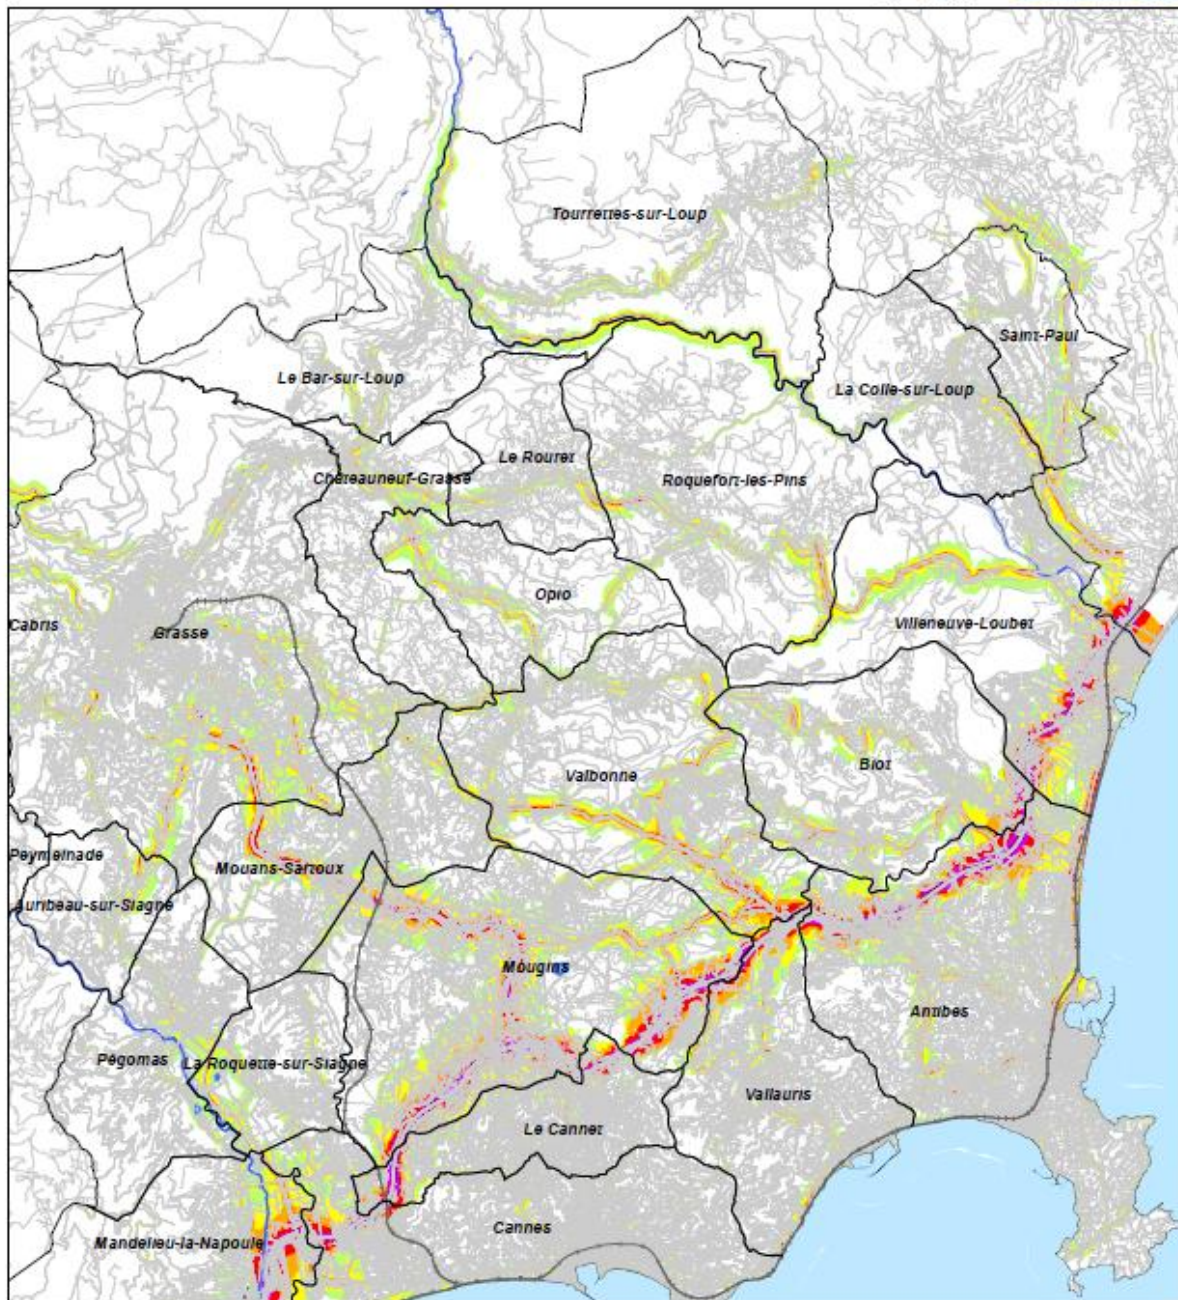 Tourrettes-sur-Loup
Saint-Paul
Le Bar-sur-Loup
La Colle-sur-Loup
Le Rouret
Châteauneuf-Grasse
Roquefort-les-Pins
Opio
Cabris
Grasse
Villeneuve-Loubet
Valbonne
Biot
Peymeinade
Mouans-Sartoux
Auribeau-sur-Siagne
Mougins
Antibes
Pégomas
La Roquette-sur-Siagne
Vallauris
Le Cannet
Cannes
Mandelieu-la-Napoule